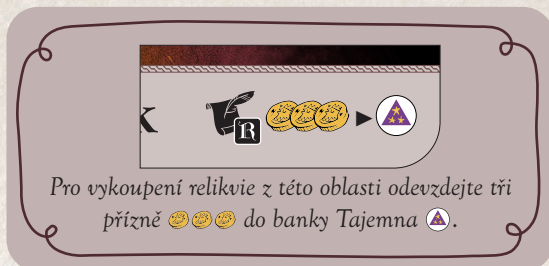 K R
Pro vykoupení relikvie z této oblasti odevzdejte tři
přízně do banky Tajemna .